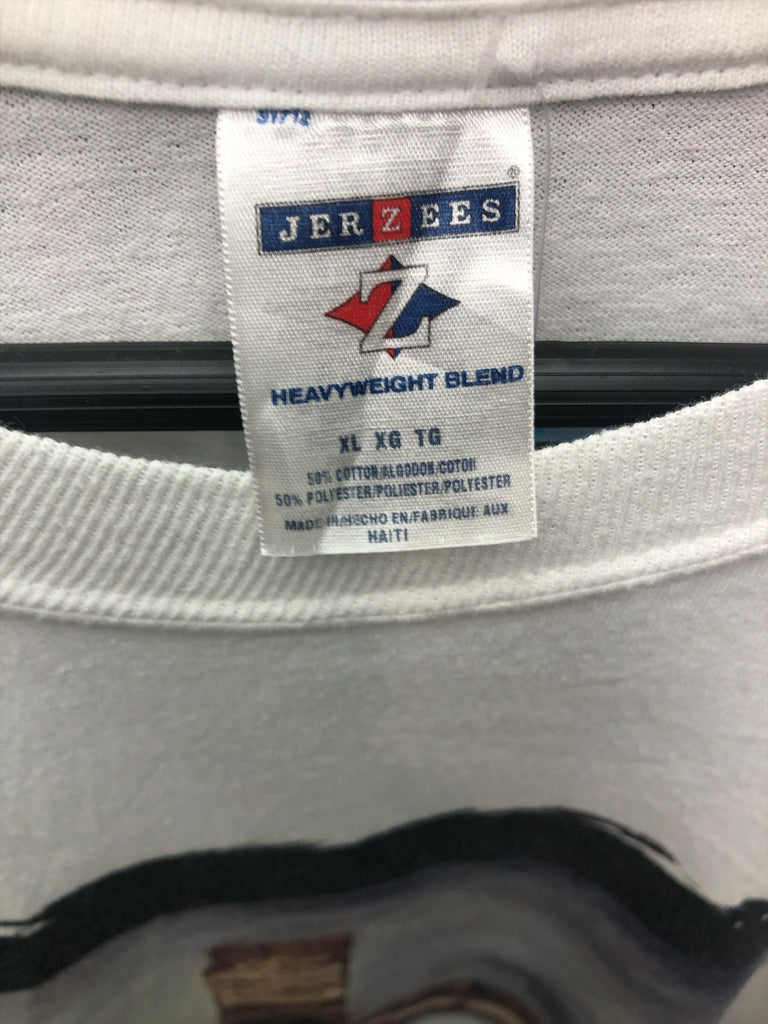 JERZEES®
Z
HEAVYWEIGHT BLEND
XL XG TG
50% COTTON/ALGODON/COTON
50% POLYESTER/POLIESTER/POLYESTER
MADE IN/HECHO EN/FABRIQUE AUX
HAITI